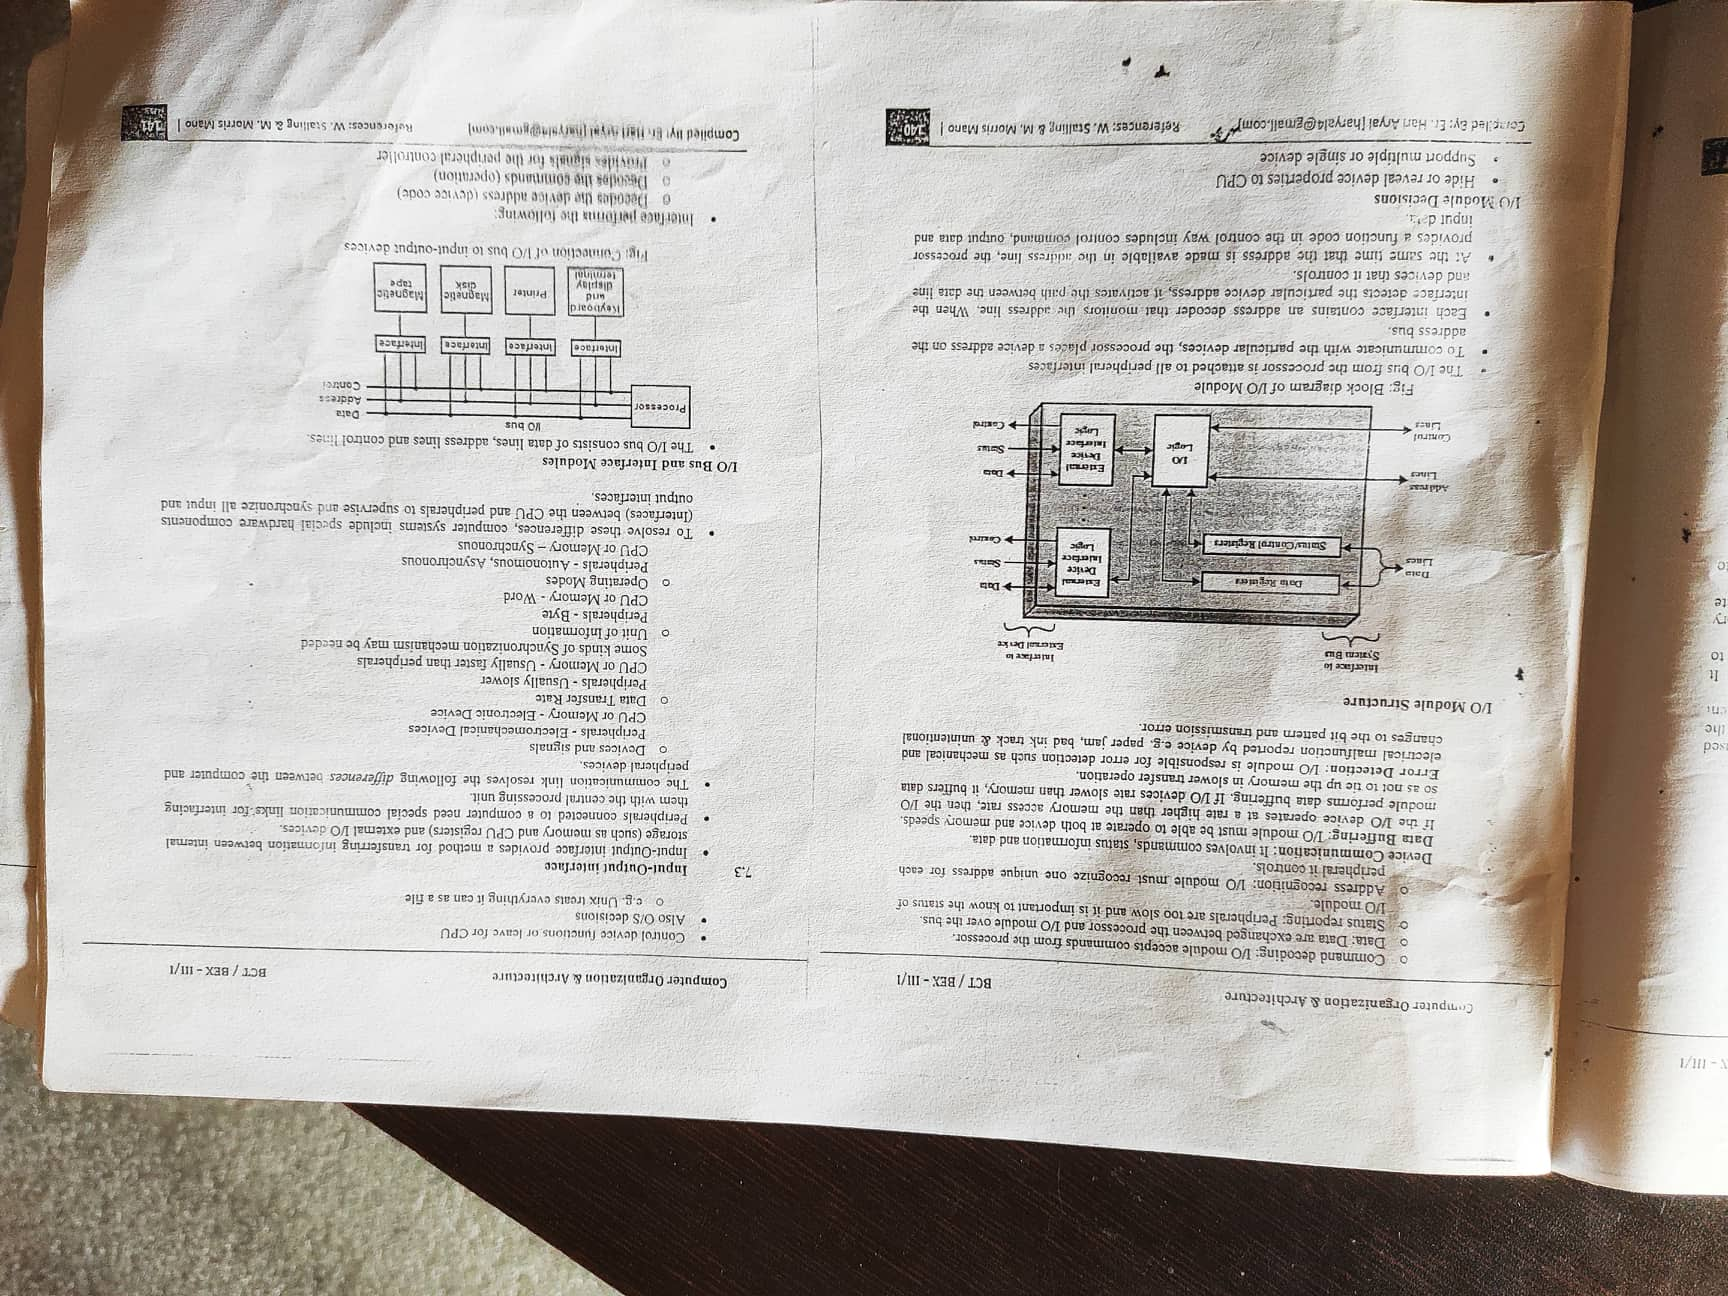 Computer Organization & Architecture
BCT / BEX - III/I
Command decoding: I/O module accepts commands from the processor.
Data: Data are exchanged between the processor and I/O module over the bus.
Status reporting: Peripherals are too slow and it is important to know the status of
I/O module.
Address recognition: I/O module must recognize one unique address for each
peripheral it controls.
Device Communication: It involves commands, status information and data.
Data Buffering: I/O module must be able to operate at both device and memory speeds.
If the I/O device operates at a rate higher than the memory access rate, then the I/O
module performs data buffering. If I/O devices rate slower than memory, it buffers data
so as not to tie up the memory in slower transfer operation.
Error Detection: I/O module is responsible for error detection such as mechanical and
electrical malfunction reported by device e.g. paper jam, bad ink track & unintentional
changes to the bit pattern and transmission error.
I/O Module Structure
Interface to
System Bus
Interface to
External Device
Data
Lines
Data Registers
Status/Control Registers
External
Device
Interface
Logic
Data
Status
Control
Address
Lines
Control
Lines
I/O
Logic
External
Device
Interface
Logic
Data
Status
Control
Fig: Block diagram of I/O Module
• The I/O bus from the processor is attached to all peripheral interfaces
• To communicate with the particular devices, the processor places a device address on the
address bus.
• Each interface contains an address decoder that monitors the address line. When the
interface detects the particular device address, it activates the path between the data line
and devices that it controls.
• At the same time that the address is made available in the address line, the processor
provides a function code in the control way includes control command, output data and
input data.
I/O Module Decisions
• Hide or reveal device properties to CPU
• Support multiple or single device
Compiled By: Er. Hari Aryal [haryal4@gmail.com]
References: W. Stalling & M. Morris Mano |
140
Computer Organization & Architecture
BCT / BEX - III/I
• Control device functions or leave for CPU
• Also O/S decisions
o e.g. Unix treats everything it can as a file
7.3 Input-Output interface
• Input-Output interface provides a method for transferring information between internal
storage (such as memory and CPU registers) and external I/O devices.
• Peripherals connected to a computer need special communication links for interfacing
them with the central processing unit.
• The communication link resolves the following differences between the computer and
peripheral devices.
o Devices and signals
Peripherals - Electromechanical Devices
CPU or Memory - Electronic Device
o Data Transfer Rate
Peripherals - Usually slower
CPU or Memory - Usually faster than peripherals
Some kinds of Synchronization mechanism may be needed
o Unit of Information
Peripherals - Byte
CPU or Memory - Word
o Operating Modes
Peripherals - Autonomous, Asynchronous
CPU or Memory – Synchronous
• To resolve these differences, computer systems include special hardware components
(Interfaces) between the CPU and peripherals to supervise and synchronize all input and
output interfaces.
I/O Bus and Interface Modules
• The I/O bus consists of data lines, address lines and control lines.
I/O bus
Processor
Data
Address
Control
Interface
Interface
Interface
Interface
Keyboard
and
display
terminal
Printer
Magnetic
disk
Magnetic
tape
Fig: Connection of I/O bus to input-output devices
• Interface performs the following:
o Decodes the device address (device code)
o Decodes the commands (operation)
o Provides signals for the peripheral controller
Compiled By: Er. Hari Aryal [haryal4@gmail.com]
References: W. Stalling & M. Morris Mano |
141